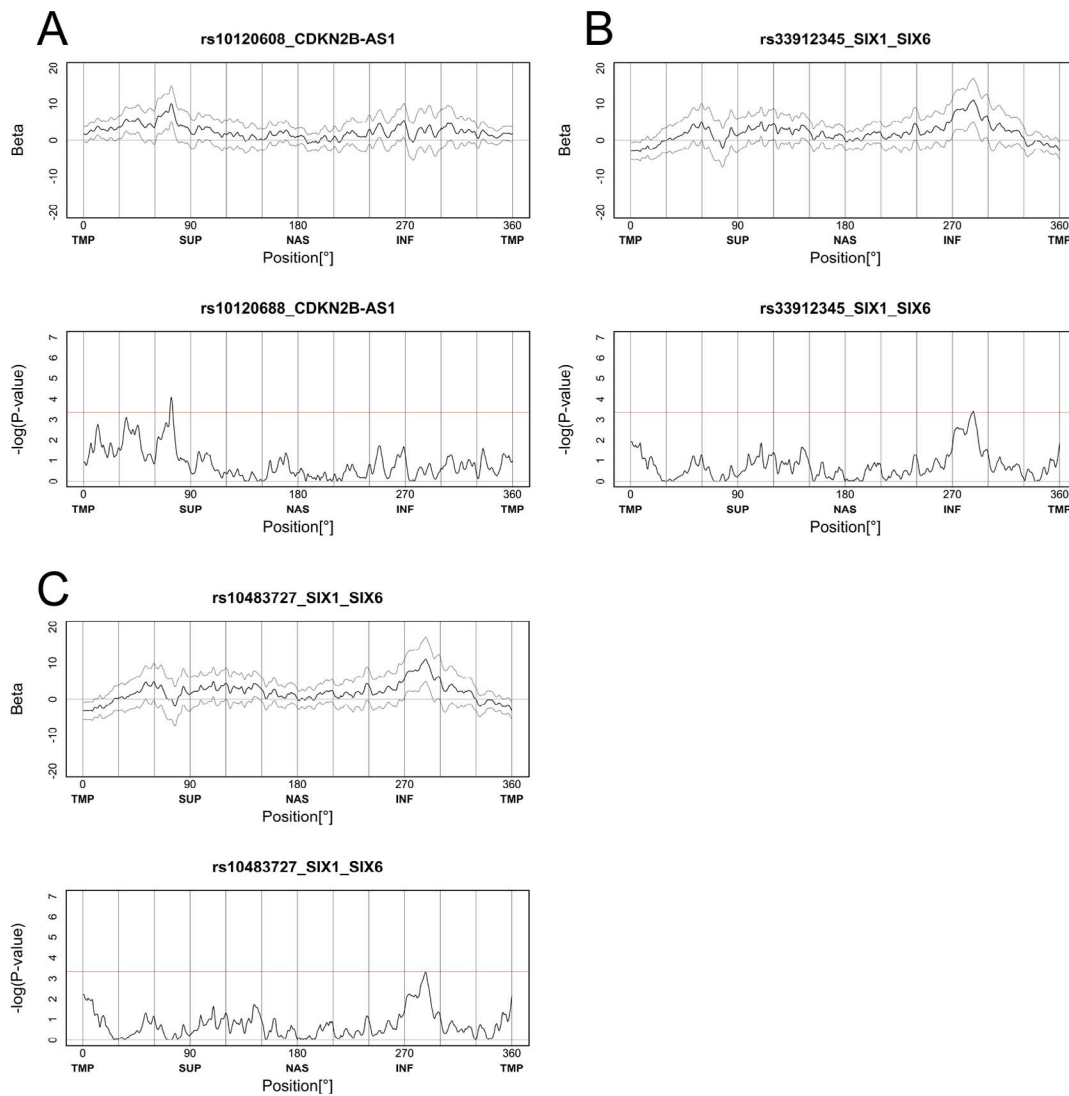 A
rs10120608_CDKN2B-AS1
Beta
20
10
0
-10
-20
0 90 180 270 360
TMP SUP NAS INF TMP
Position[°]
rs10120688_CDKN2B-AS1
-log(P-value)
7
6
5
4
3
2
1
0
0 90 180 270 360
TMP SUP NAS INF TMP
Position[°]
B
rs33912345_SIX1_SIX6
Beta
20
10
0
-10
-20
0 90 180 270 360
TMP SUP NAS INF TMP
Position[°]
rs33912345_SIX1_SIX6
-log(P-value)
7
6
5
4
3
2
1
0
0 90 180 270 360
TMP SUP NAS INF TMP
Position[°]
C
rs10483727_SIX1_SIX6
Beta
20
10
0
-10
-20
0 90 180 270 360
TMP SUP NAS INF TMP
Position[°]
rs10483727_SIX1_SIX6
-log(P-value)
7
6
5
4
3
2
1
0
0 90 180 270 360
TMP SUP NAS INF TMP
Position[°]